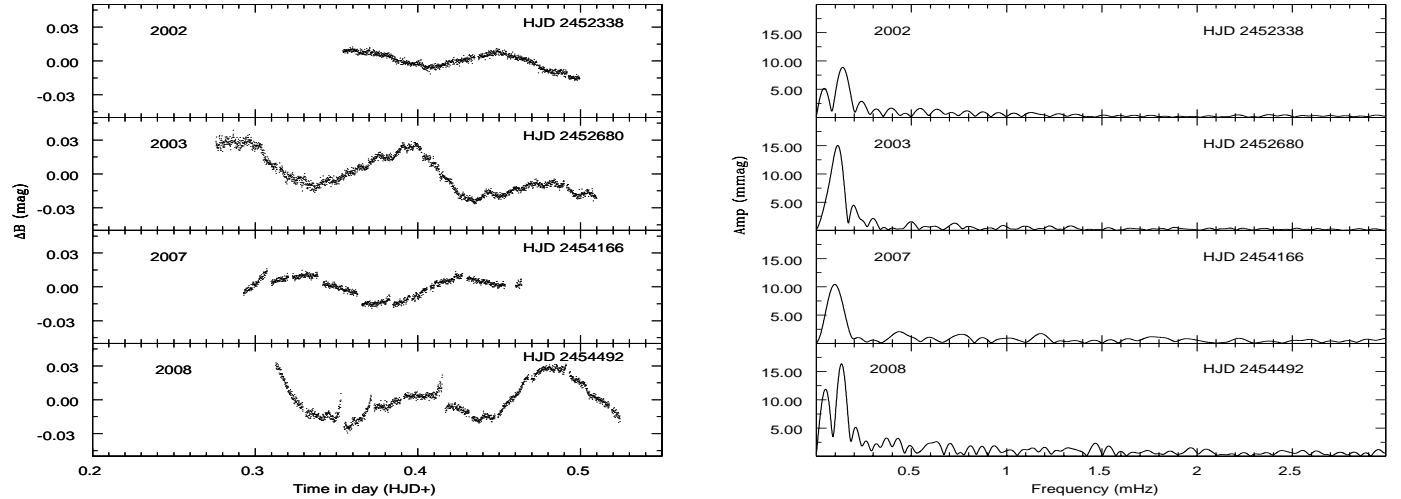 2002
HJD 2452338
0.03
0.00
-0.03
2003
HJD 2452680
0.03
0.00
-0.03
2007
HJD 2454166
0.03
0.00
-0.03
2008
HJD 2454492
0.03
0.00
-0.03
ΔB (mag)
0.2 0.3 0.4 0.5
Time in day (HJD+)
2002
HJD 2452338
15.00
10.00
5.00
2003
HJD 2452680
15.00
10.00
5.00
2007
HJD 2454166
15.00
10.00
5.00
2008
HJD 2454492
15.00
10.00
5.00
Amp (mmag)
0.5 1 1.5 2 2.5
Frequency (mHz)